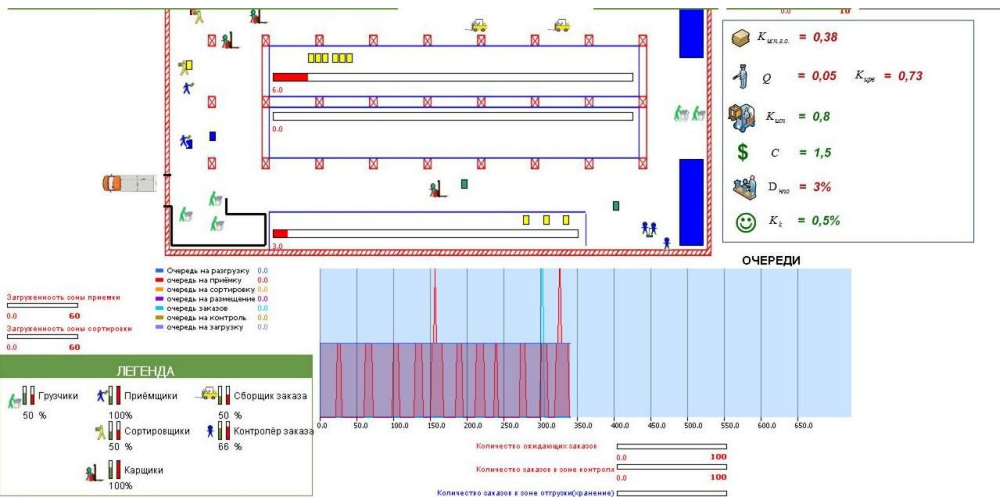 0.0 10
Kисп.г.о. = 0,38
Q = 0,05 Kцре = 0,73
6.0
Kисп = 0,8
0.0
$ C = 1,5
Dнпо = 3%
Kк = 0,5%
3.0
ОЧЕРЕДИ
Очередь на разгрузку 0.0
очередь на приёмку 0.0
очередь на сортировку 0.0
очередь на размещение 0.0
очередь заказов 0.0
очередь на контроль 0.0
очередь на загрузку 0.0
Загруженность зоны приемки
0.0 60
Загруженность зоны сортировки
0.0 60
ЛЕГЕНДА
Грузчики Приёмщики Сборщик заказа
50 % 100% 50 %
Сортировщики Контролёр заказа
50 % 66 %
Карщики
100%
0.0 50.0 100.0 150.0 200.0 250.0 300.0 350.0 400.0 450.0 500.0 550.0 600.0 650.0
Количество ожидающих заказов
0.0 100
Количество заказов в зоне контроля
0.0 100
Количество заказов в зоне отгрузки(хранение)